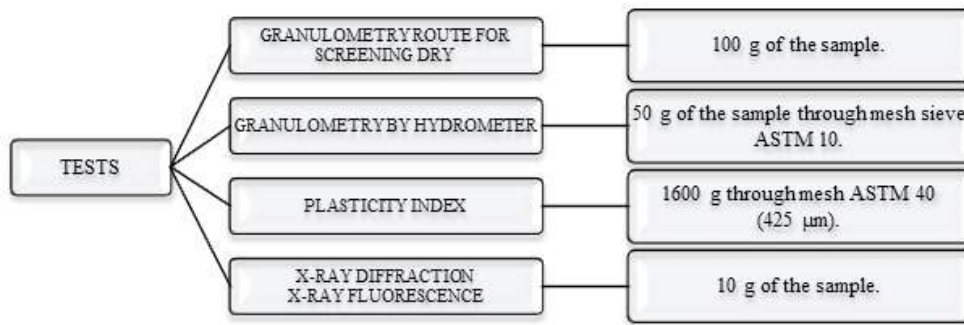 GRANULOMETRY ROUTE FOR
SCREENING DRY
100 g of the sample.
GRANULOMETRY BY HYDROMETER
50 g of the sample through mesh sieve
ASTM 10.
TESTS
PLASTICITY INDEX
1600 g through mesh ASTM 40
(425 µm).
X-RAY DIFFRACTION
X-RAY FLUORESCENCE
10 g of the sample.